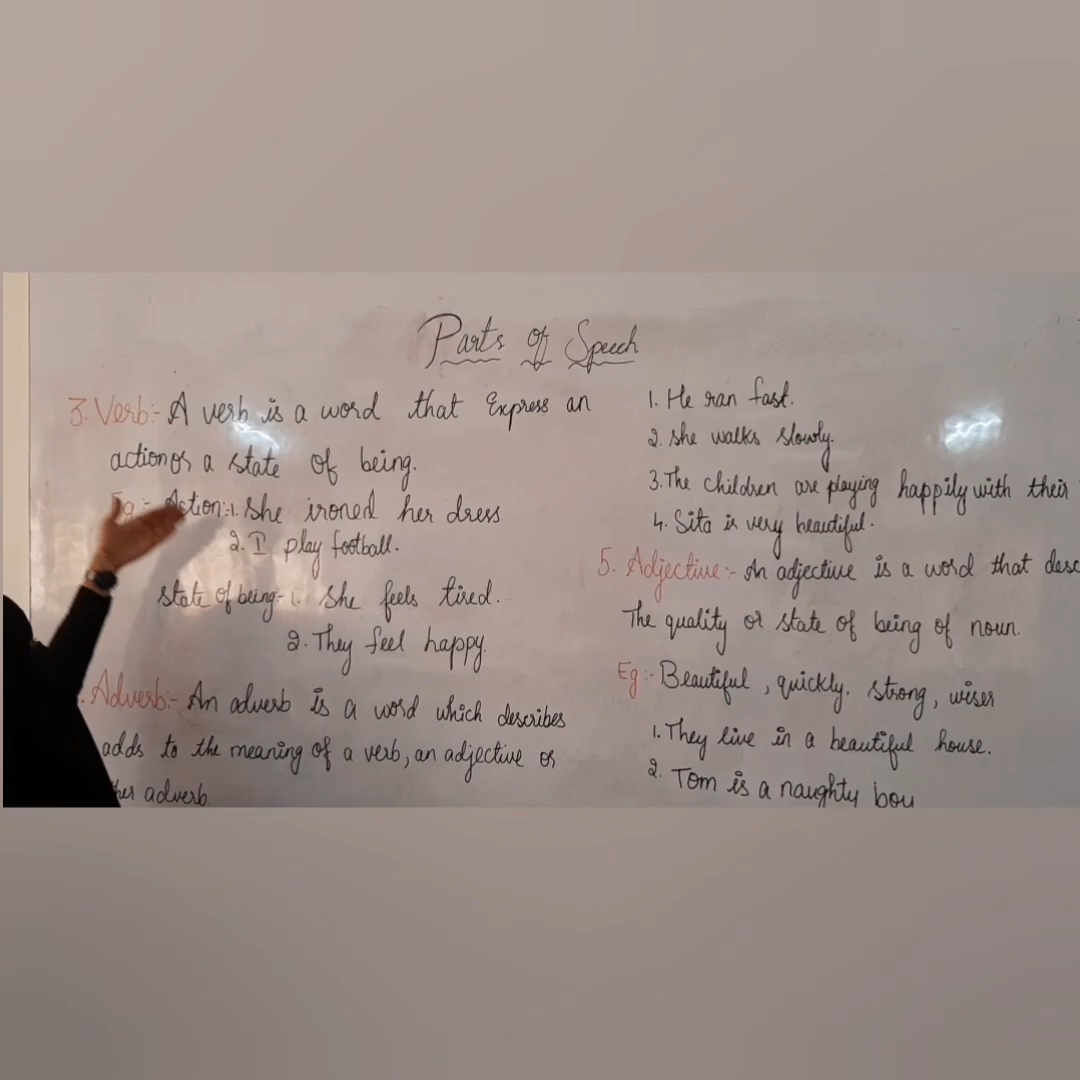 Parts Of Speech
3. Verb:- A verb is a word that Express an
action or a state of being.
Eg:- Action:-1. She ironed her dress
2. I play football.
state of being:- 1. She feels tired.
2. They feel happy.
. Adverb:- An adverb is a word which describes
adds to the meaning of a verb, an adjective or
adverb
1. He ran fast.
2. she walks slowly.
3. The children are playing happily with their
4. Sita is very beautiful.
5. Adjective:- An adjective is a word that desc
The quality or state of being of noun.
Eg:- Beautiful, quickly. strong, wiser
1. They live in a beautiful house.
2. Tom is a naughty boy